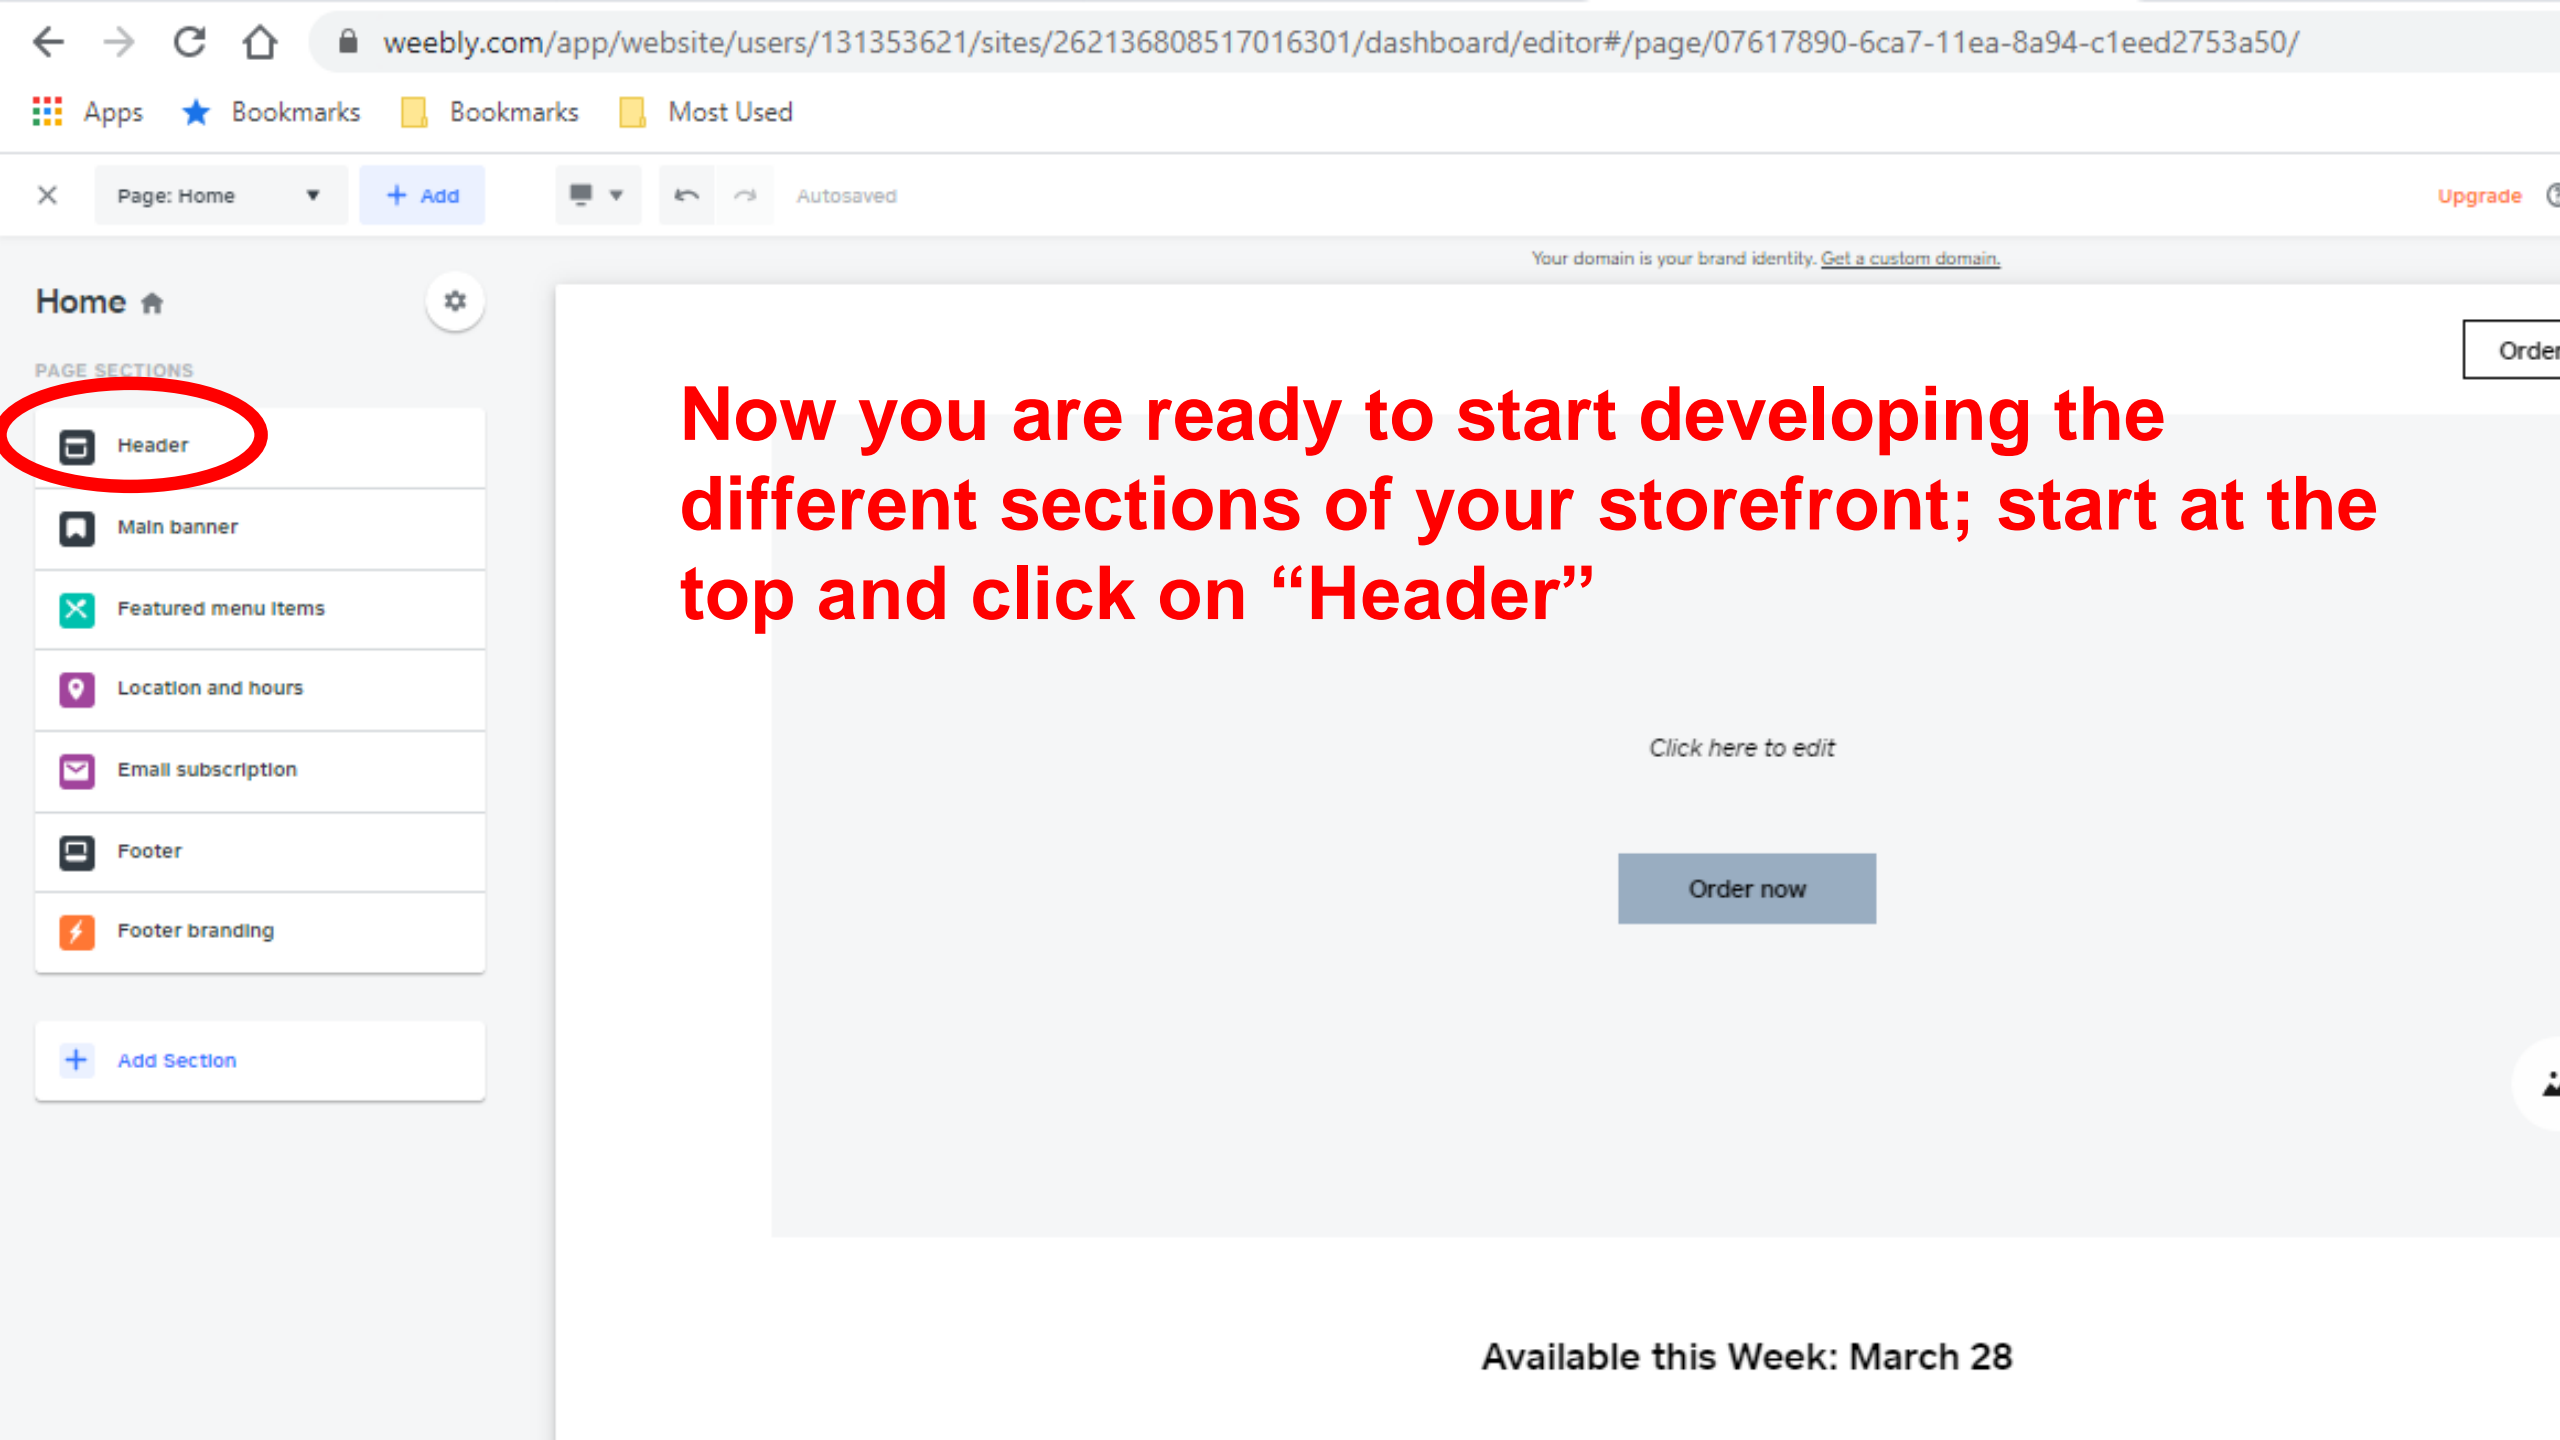 weebly.com/app/website/users/131353621/sites/262136808517016301/dashboard/editor#/page/07617890-6ca7-11ea-8a94-c1eed2753a50/
Apps Bookmarks Bookmarks Most Used
Page: Home + Add Autosaved Upgrade
Your domain is your brand identity. Get a custom domain.
Home
PAGE SECTIONS
Header
Main banner
Featured menu items
Location and hours
Email subscription
Footer
Footer branding
+ Add Section
Order
Now you are ready to start developing the
different sections of your storefront; start at the
top and click on “Header”
Click here to edit
Order now
Available this Week: March 28